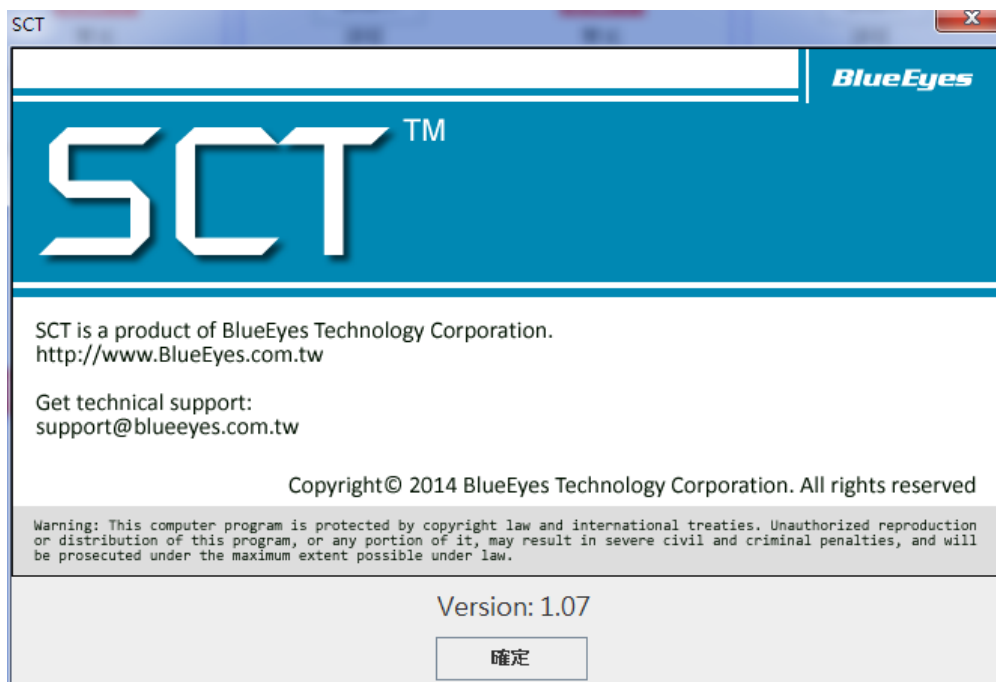 SCT
x
BlueEyes
SCT™
SCT is a product of BlueEyes Technology Corporation.
http://www.BlueEyes.com.tw
Get technical support:
support@blueeyes.com.tw
Copyright© 2014 BlueEyes Technology Corporation. All rights reserved
Warning: This computer program is protected by copyright law and international treaties. Unauthorized reproduction
or distribution of this program, or any portion of it, may result in severe civil and criminal penalties, and will
be prosecuted under the maximum extent possible under law.
Version: 1.07
確定